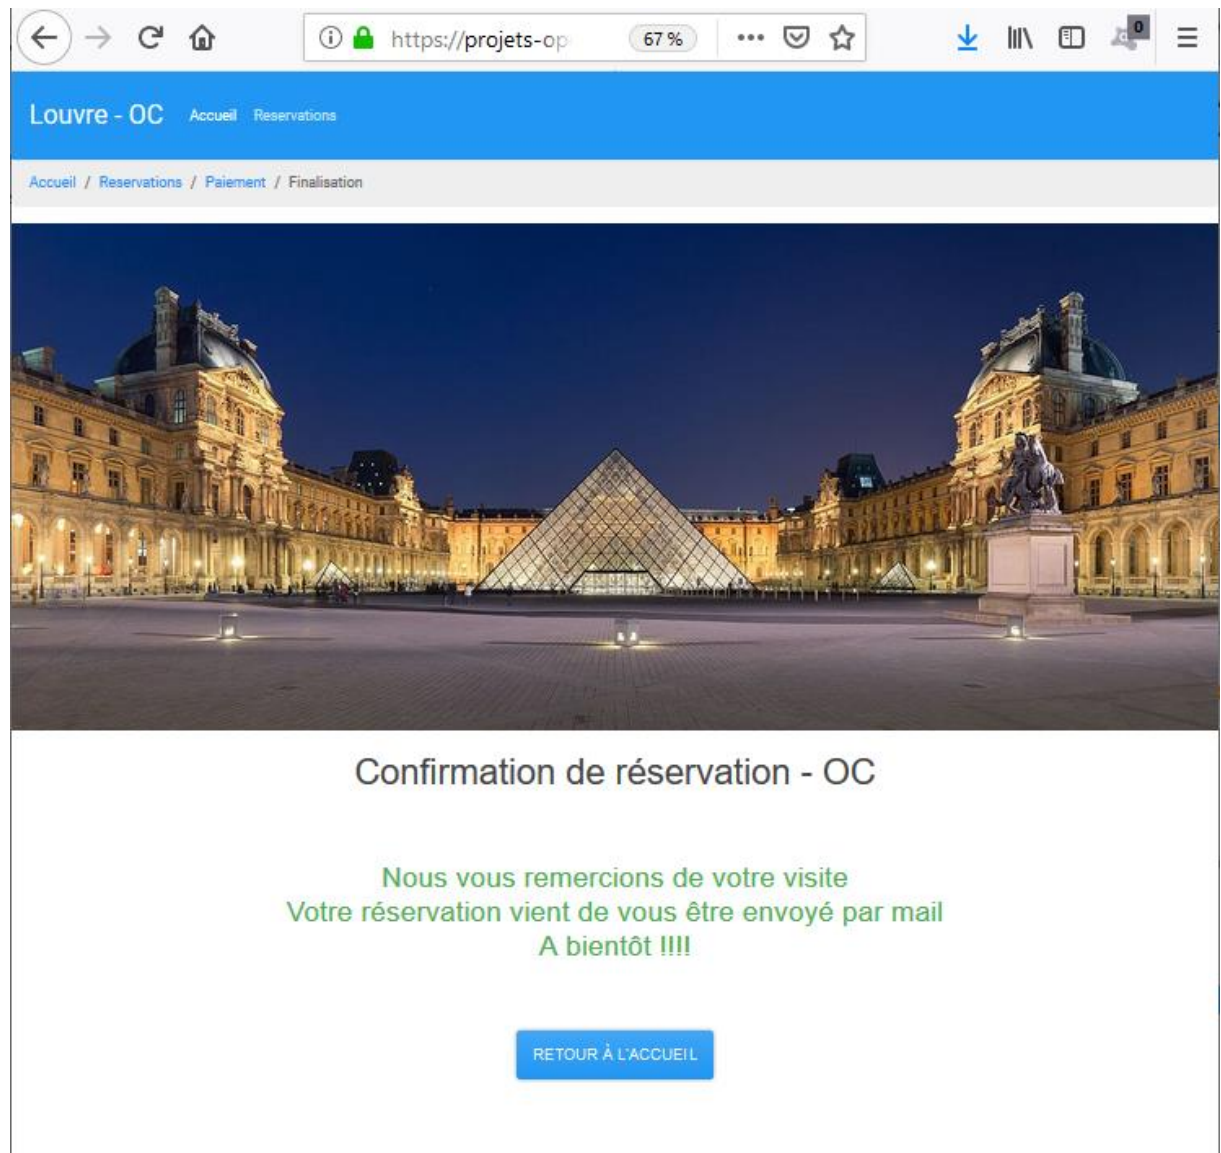 https://projets-op
67 %
0
Louvre - OC Accueil Reservations
Accueil / Reservations / Paiement / Finalisation
Confirmation de réservation - OC
Nous vous remercions de votre visite
Votre réservation vient de vous être envoyé par mail
A bientôt !!!!
RETOUR À L'ACCUEIL